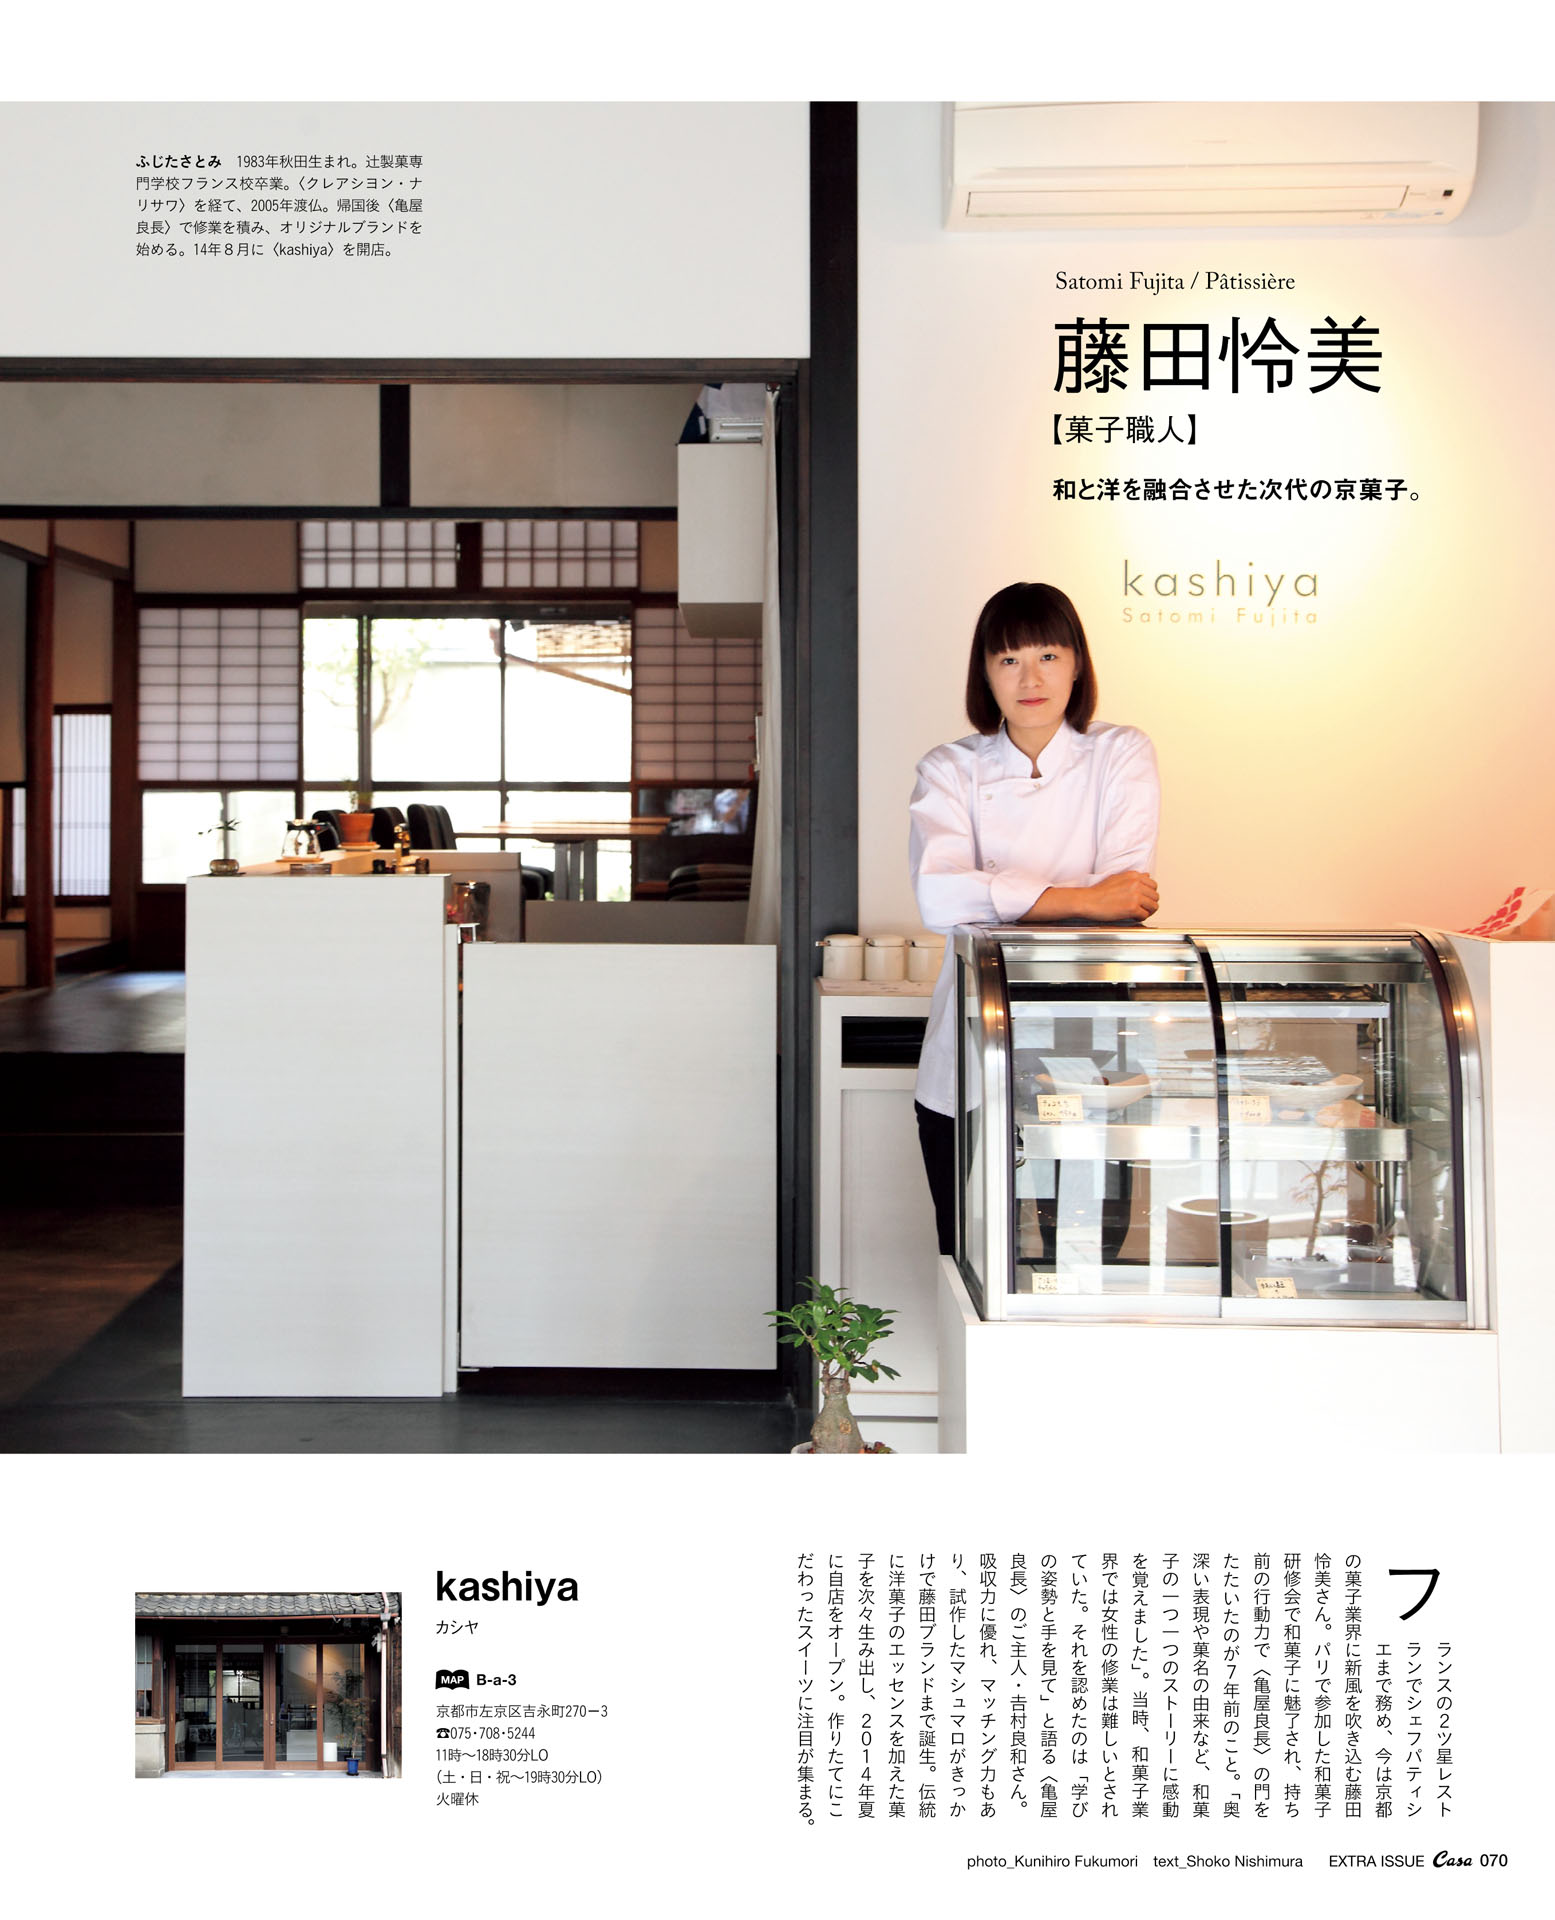 ふじたさとみ　1983年秋田生まれ。辻製菓専
門学校フランス校卒業。〈クレアシヨン・ナ
リサワ〉を経て、2005年渡仏。帰国後〈亀屋
良長〉で修業を積み、オリジナルブランドを
始める。14年８月に〈kashiya〉を開店。
Satomi Fujita / Pâtissière
藤田怜美
【菓子職人】
和と洋を融合させた次代の京菓子。
kashiya
Satomi Fujita
フ
ランスの２ツ星レスト
ランでシェフパティシ
エまで務め、今は京都
の菓子業界に新風を吹き込む藤田
怜美さん。パリで参加した和菓子
研修会で和菓子に魅了され、持ち
前の行動力で〈亀屋良長〉の門を
たたいたのが７年前のこと。「奥
深い表現や菓名の由来など、和菓
子の一つ一つのストーリーに感動
を覚えました」。当時、和菓子業
界では女性の修業は難しいとされ
ていた。それを認めたのは「学び
の姿勢と手を見て」と語る〈亀屋
良長〉のご主人・吉村良和さん。
吸収力に優れ、マッチング力もあ
り、試作したマシュマロがきっか
けで藤田ブランドまで誕生。伝統
に洋菓子のエッセンスを加えた菓
子を次々生み出し、２０１４年夏
に自店をオープン。作りたてにこ
だわったスイーツに注目が集まる。
kashiya
カシヤ
MAP B-a-3
京都市左京区吉永町270ー3
☎075･708･5244
11時〜18時30分LO
（土・日・祝〜19時30分LO）
火曜休
photo_Kunihiro Fukumori　text_Shoko Nishimura　EXTRA ISSUE Casa 070